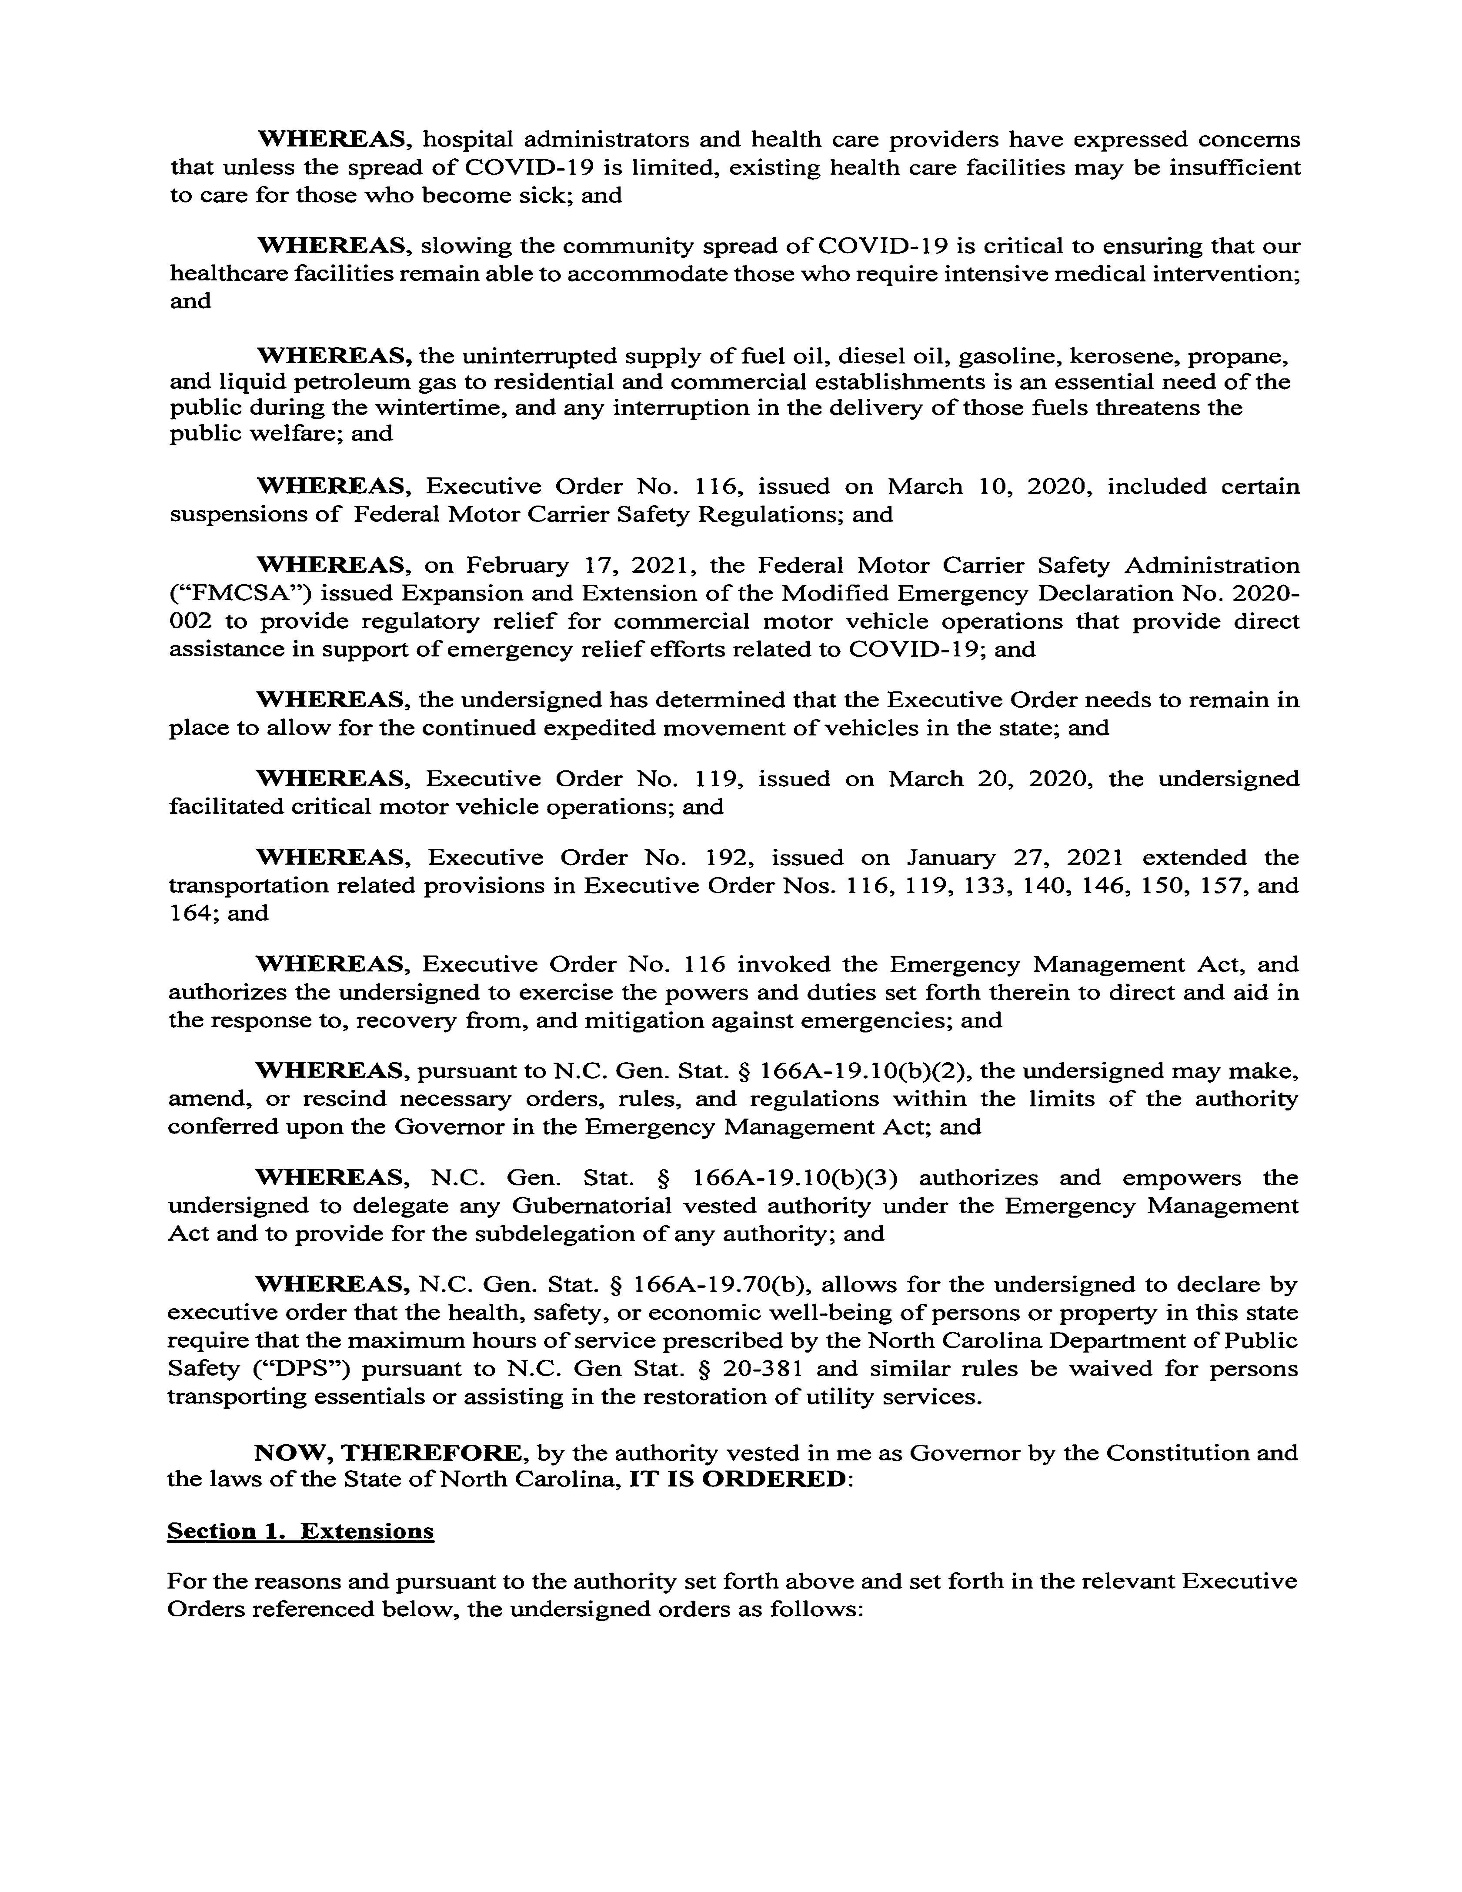 WHEREAS, hospital administrators and health care providers have expressed concerns
that unless the spread of COVID-19 is limited, existing health care facilities may be insufficient
to care for those who become sick; and
WHEREAS, slowing the community spread of COVID-19 is critical to ensuring that our
healthcare facilities remain able to accommodate those who require intensive medical intervention;
and
WHEREAS, the uninterrupted supply of fuel oil, diesel oil, gasoline, kerosene, propane,
and liquid petroleum gas to residential and commercial establishments is an essential need of the
public during the wintertime, and any interruption in the delivery of those fuels threatens the
public welfare; and
WHEREAS, Executive Order No. 116, issued on March 10, 2020, included certain
suspensions of Federal Motor Carrier Safety Regulations; and
WHEREAS, on February 17, 2021, the Federal Motor Carrier Safety Administration
(“FMCSA”) issued Expansion and Extension of the Modified Emergency Declaration No. 2020-
002 to provide regulatory relief for commercial motor vehicle operations that provide direct
assistance in support of emergency relief efforts related to COVID-19; and
WHEREAS, the undersigned has determined that the Executive Order needs to remain in
place to allow for the continued expedited movement of vehicles in the state; and
WHEREAS, Executive Order No. 119, issued on March 20, 2020, the undersigned
facilitated critical motor vehicle operations; and
WHEREAS, Executive Order No. 192, issued on January 27, 2021 extended the
transportation related provisions in Executive Order Nos. 116, 119, 133, 140, 146, 150, 157, and
164; and
WHEREAS, Executive Order No. 116 invoked the Emergency Management Act, and
authorizes the undersigned to exercise the powers and duties set forth therein to direct and aid in
the response to, recovery from, and mitigation against emergencies; and
WHEREAS, pursuant to N.C. Gen. Stat. § 166A-19.10(b)(2), the undersigned may make,
amend, or rescind necessary orders, rules, and regulations within the limits of the authority
conferred upon the Governor in the Emergency Management Act; and
WHEREAS, N.C. Gen. Stat. § 166A-19.10(b)(3) authorizes and empowers the
undersigned to delegate any Gubernatorial vested authority under the Emergency Management
Act and to provide for the subdelegation of any authority; and
WHEREAS, N.C. Gen. Stat. § 166A-19.70(b), allows for the undersigned to declare by
executive order that the health, safety, or economic well-being of persons or property in this state
require that the maximum hours of service prescribed by the North Carolina Department of Public
Safety (“DPS”) pursuant to N.C. Gen Stat. § 20-381 and similar rules be waived for persons
transporting essentials or assisting in the restoration of utility services.
NOW, THEREFORE, by the authority vested in me as Governor by the Constitution and
the laws of the State of North Carolina, IT IS ORDERED:
Section 1. Extensions
For the reasons and pursuant to the authority set forth above and set forth in the relevant Executive
Orders referenced below, the undersigned orders as follows: